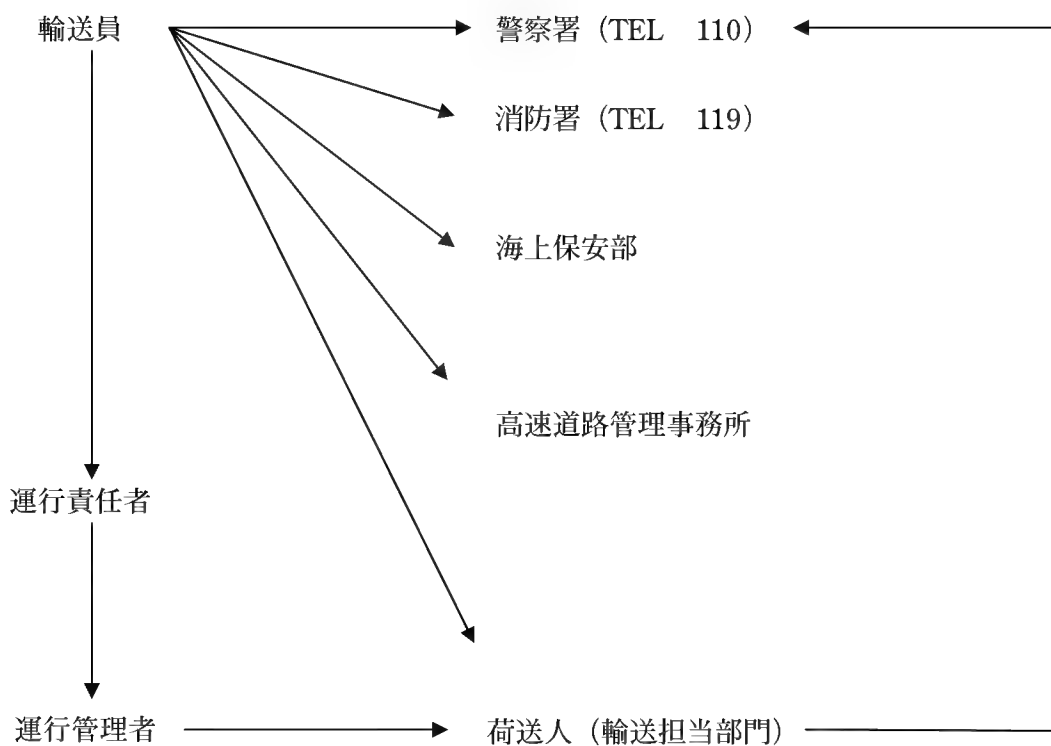 輸送員
警察署（TEL　110）
消防署（TEL　119）
海上保安部
高速道路管理事務所
運行責任者
運行管理者
荷送人（輸送担当部門）